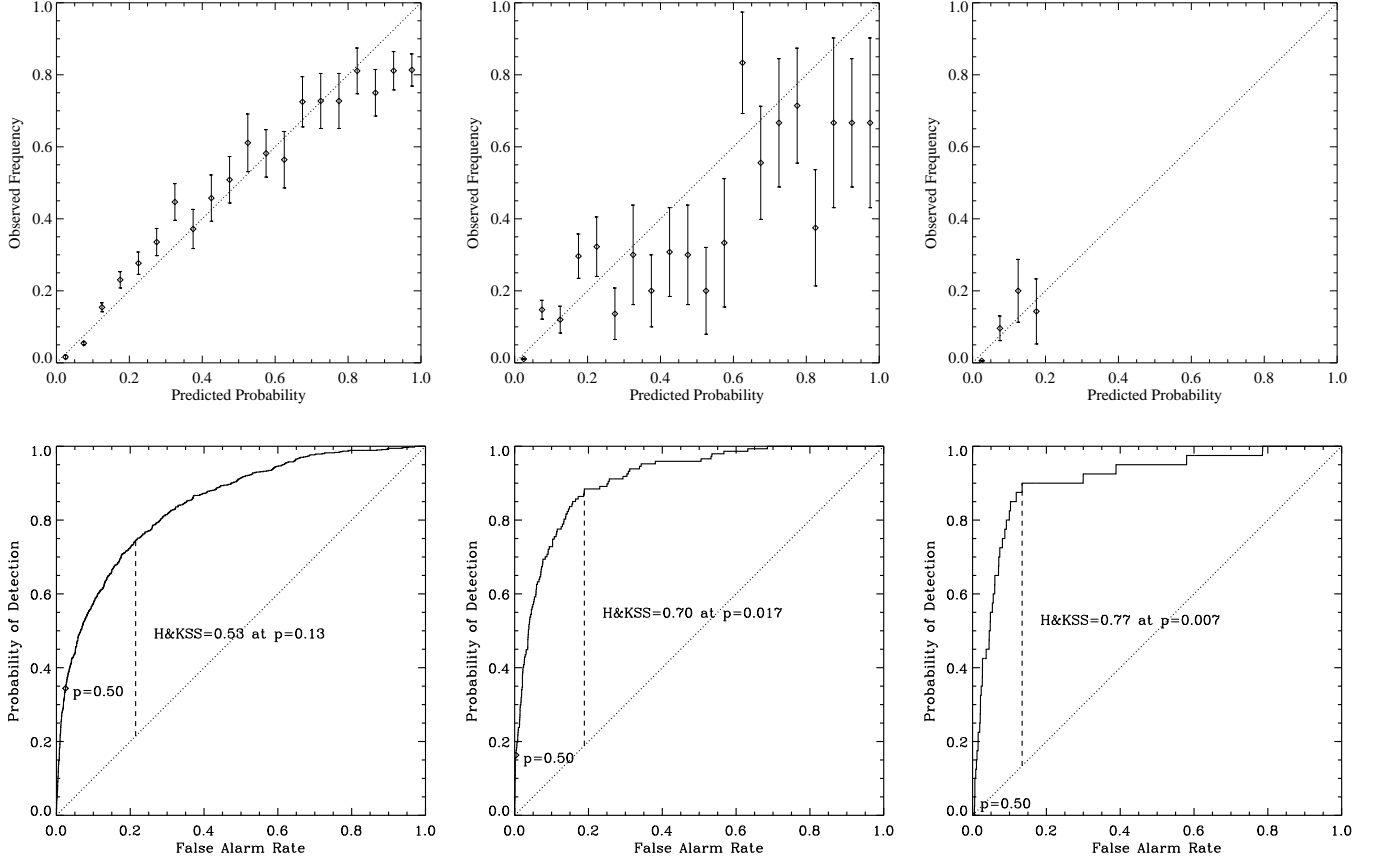 1.0
0.8
0.6
0.4
0.2
0.0
Observed Frequency
0.0 0.2 0.4 0.6 0.8 1.0
Predicted Probability
1.0
0.8
0.6
0.4
0.2
0.0
Observed Frequency
0.0 0.2 0.4 0.6 0.8 1.0
Predicted Probability
1.0
0.8
0.6
0.4
0.2
0.0
Observed Frequency
0.0 0.2 0.4 0.6 0.8 1.0
Predicted Probability
1.0
0.8
0.6
0.4
0.2
0.0
Probability of Detection
H&KSS=0.53 at p=0.13
p=0.50
0.0 0.2 0.4 0.6 0.8 1.0
False Alarm Rate
1.0
0.8
0.6
0.4
0.2
0.0
Probability of Detection
H&KSS=0.70 at p=0.017
p=0.50
0.0 0.2 0.4 0.6 0.8 1.0
False Alarm Rate
1.0
0.8
0.6
0.4
0.2
0.0
Probability of Detection
H&KSS=0.77 at p=0.007
p=0.50
0.0 0.2 0.4 0.6 0.8 1.0
False Alarm Rate